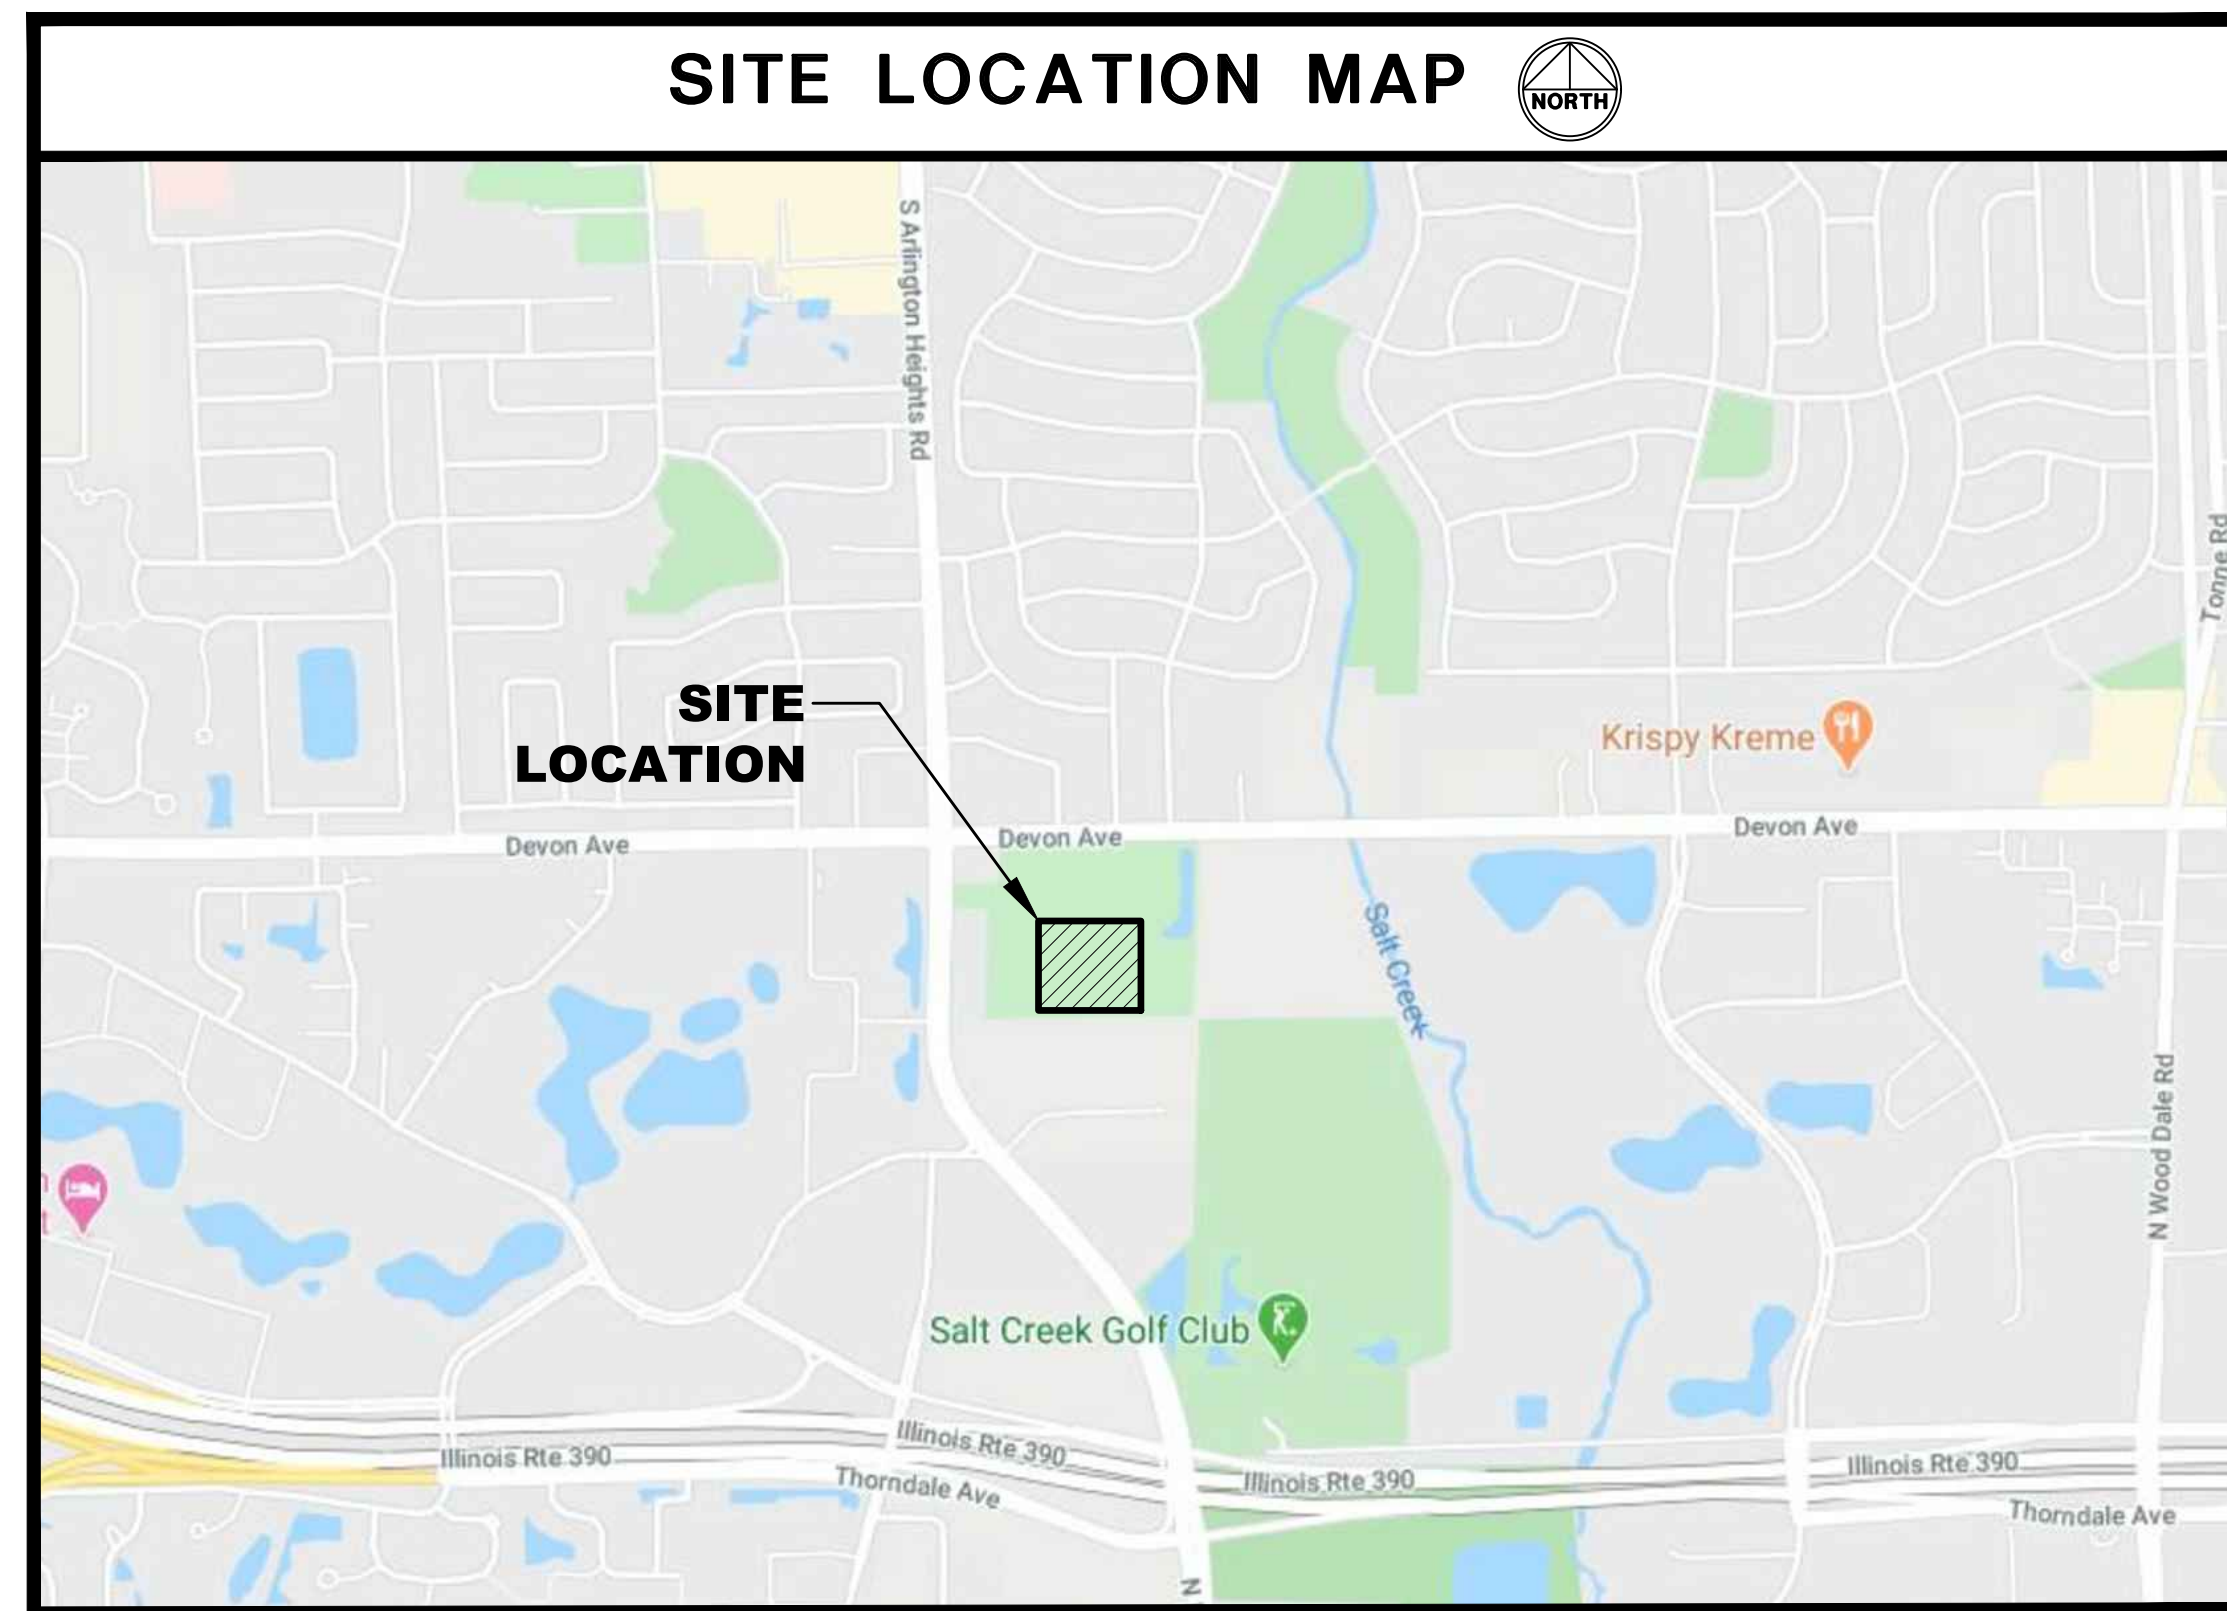 SITE LOCATION MAP
NORTH
S Arlington Heights Rd
Tonne Rd
SITE
LOCATION
Krispy Kreme
Devon Ave
Devon Ave
Devon Ave
Salt Creek
N Wood Dale Rd
Salt Creek Golf Club
Illinois Rte 390
Illinois Rte 390
Illinois Rte 390
Illinois Rte 390
Thorndale Ave
Thorndale Ave
N